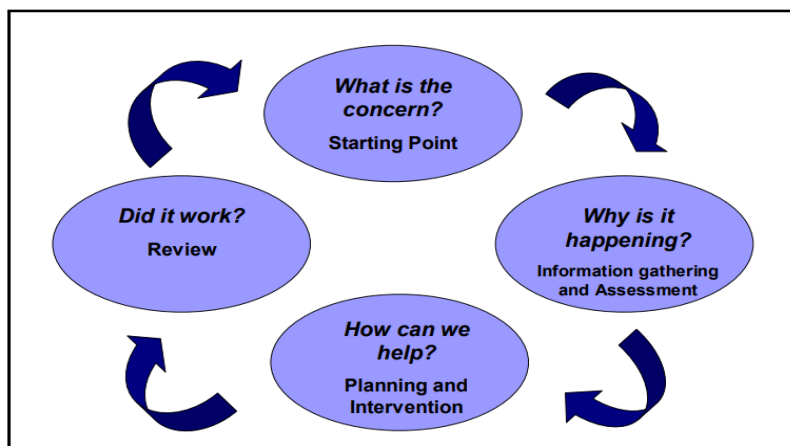 What is the
concern?
Starting Point
Did it work?
Review
Why is it
happening?
Information gathering
and Assessment
How can we
help?
Planning and
Intervention